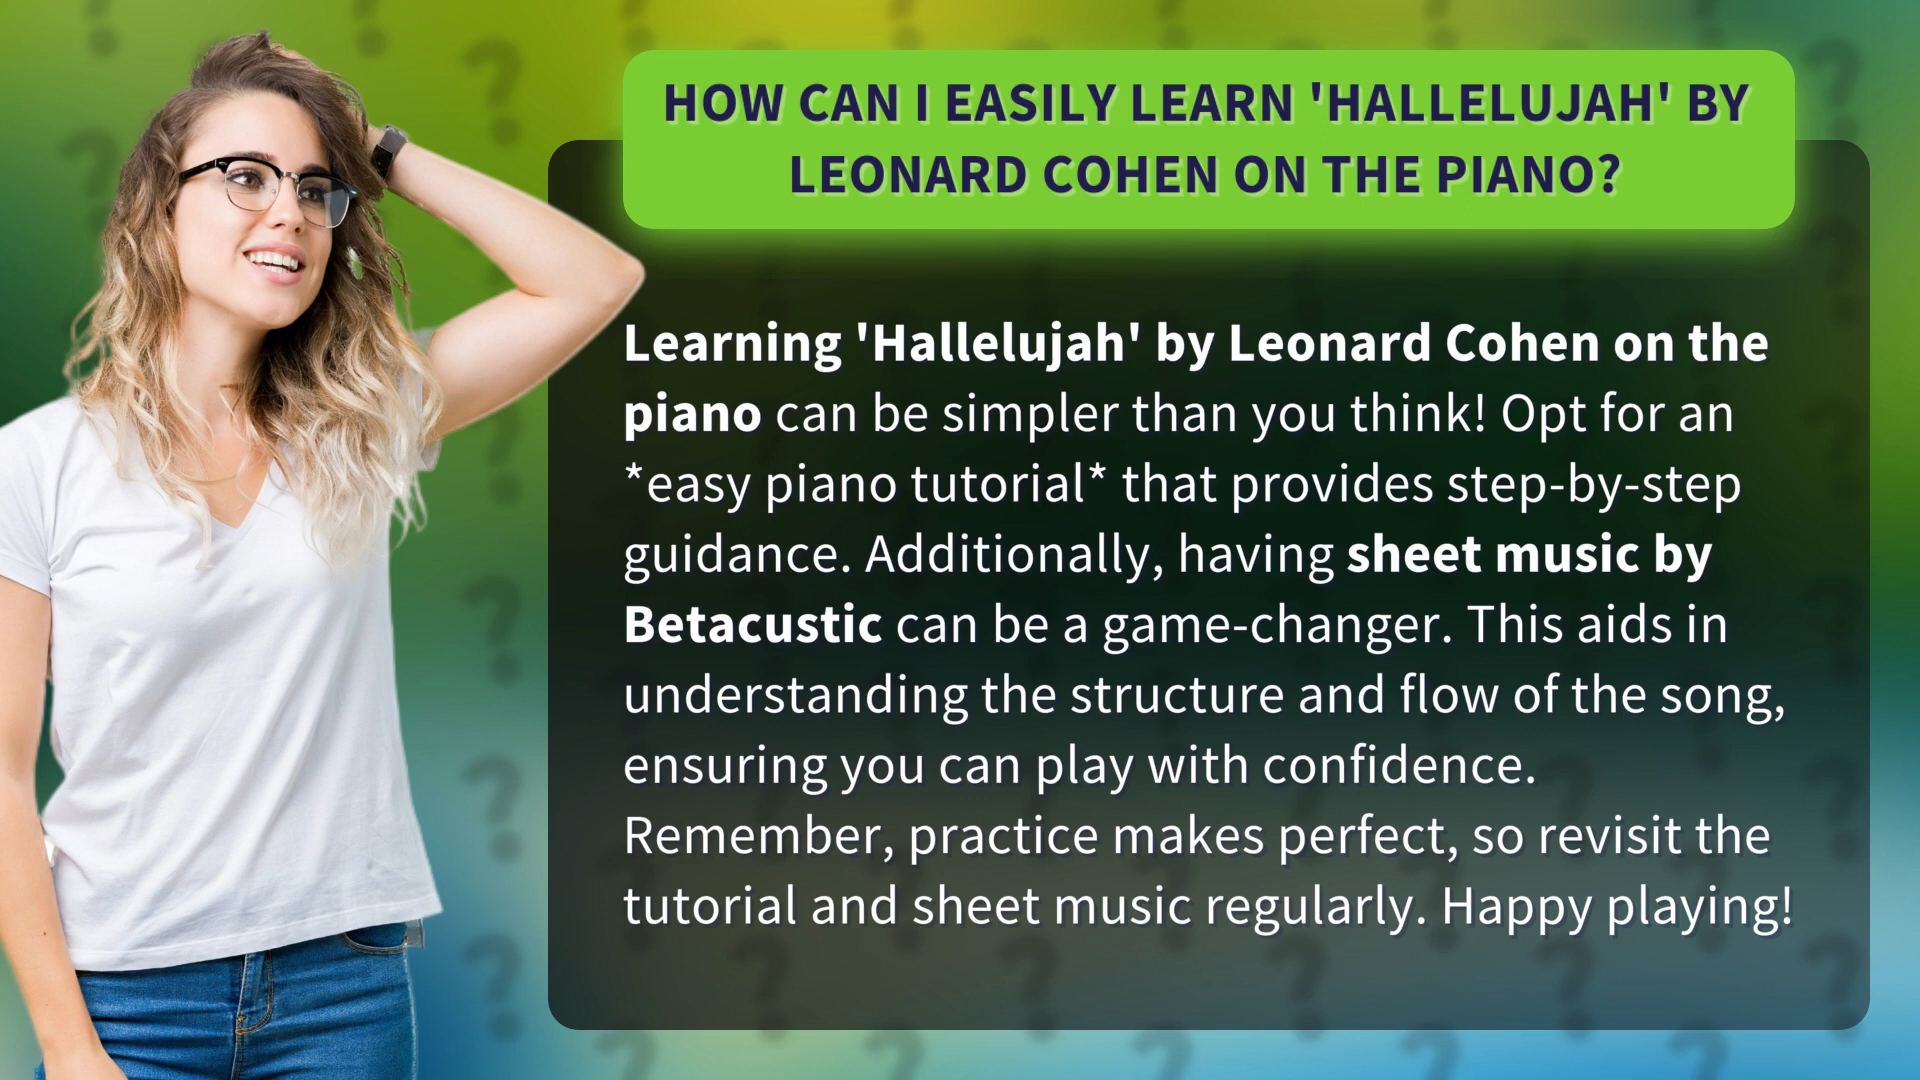 HOW CAN I EASILY LEARN 'HALLELUJAH' BY
LEONARD COHEN ON THE PIANO?
Learning 'Hallelujah' by Leonard Cohen on the
piano can be simpler than you think! Opt for an
*easy piano tutorial* that provides step-by-step
guidance. Additionally, having sheet music by
Betacustic can be a game-changer. This aids in
understanding the structure and flow of the song,
ensuring you can play with confidence.
Remember, practice makes perfect, so revisit the
tutorial and sheet music regularly. Happy playing!